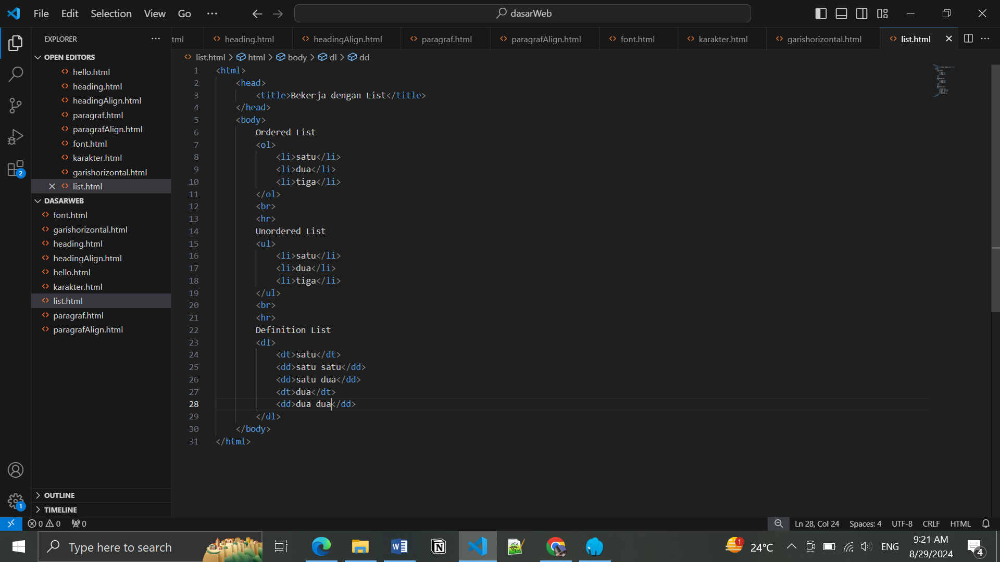 File Edit Selection View Go ···
dasarWeb
EXPLORER
OPEN EDITORS
hello.html
heading.html
headingAlign.html
paragraf.html
paragrafAlign.html
font.html
karakter.html
garishorizontal.html
list.html
DASARWEB
font.html
garishorizontal.html
heading.html
headingAlign.html
hello.html
karakter.html
list.html
paragraf.html
paragrafAlign.html
OUTLINE
TIMELINE
2
1
tml heading.html headingAlign.html paragraf.html paragrafAlign.html font.html karakter.html garishorizontal.html list.html
list.html > html > body > dl > dd
1 <html>
2 <head>
3 <title>Bekerja dengan List</title>
4 </head>
5 <body>
6 Ordered List
7 <ol>
8 <li>satu</li>
9 <li>dua</li>
10 <li>tiga</li>
11 </ol>
12 <br>
13 <hr>
14 Unordered List
15 <ul>
16 <li>satu</li>
17 <li>dua</li>
18 <li>tiga</li>
19 </ul>
20 <br>
21 <hr>
22 Definition List
23 <dl>
24 <dt>satu</dt>
25 <dd>satu satu</dd>
26 <dd>satu dua</dd>
27 <dt>dua</dt>
28 <dd>dua dua</dd>
29 </dl>
30 </body>
31 </html>
0 0 0
Ln 28, Col 24 Spaces: 4 UTF-8 CRLF HTML
Type here to search
1 24°C ENG
9:21 AM
8/29/2024
4